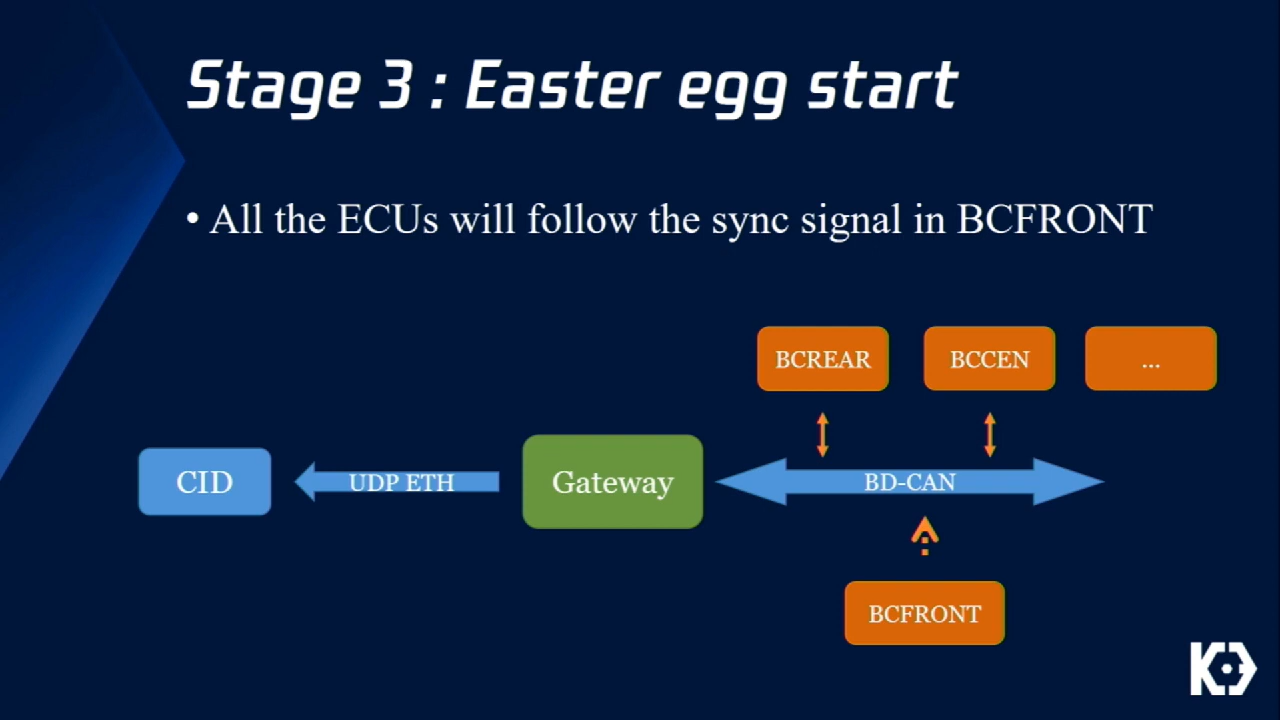 Stage 3 : Easter egg start
• All the ECUs will follow the sync signal in BCFRONT
BCREAR
BCCEN
...
CID
UDP ETH
Gateway
BD-CAN
BCFRONT